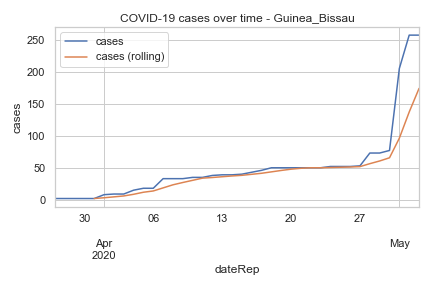 COVID-19 cases over time - Guinea_Bissau
cases
cases (rolling)
250
200
150
100
50
0
cases
30 06 13 20 27
Apr May
2020
dateRep